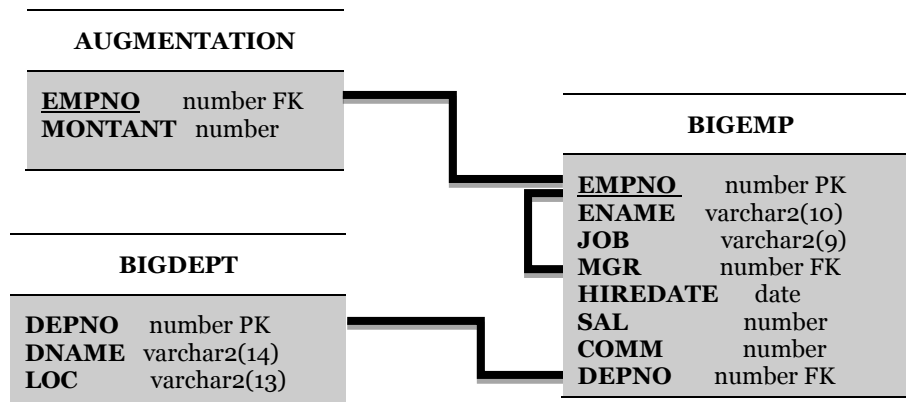 AUGMENTATION
EMPNO number FK
MONTANT number
BIGEMP
EMPNO number PK
ENAME varchar2(10)
JOB varchar2(9)
MGR number FK
HIREDATE date
SAL number
COMM number
DEPNO number FK
BIGDEPT
DEPNO number PK
DNAME varchar2(14)
LOC varchar2(13)